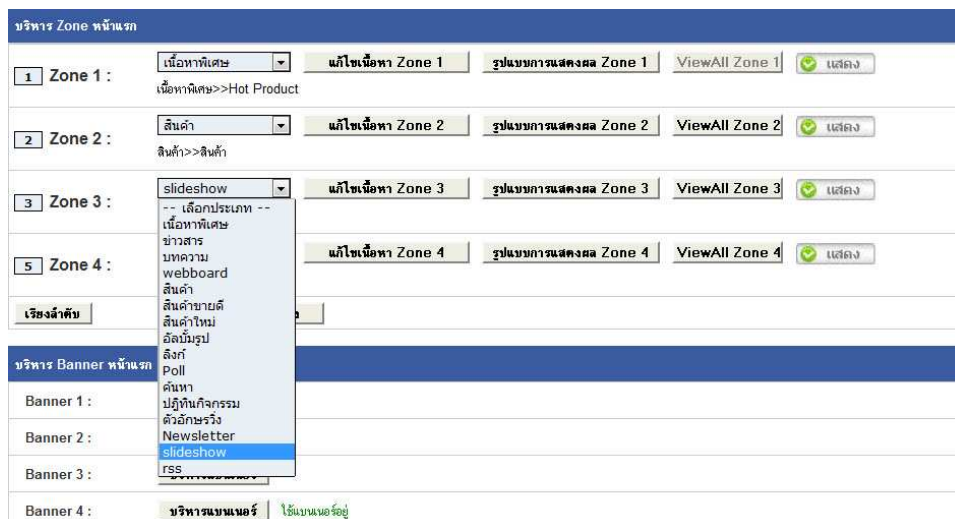 บริหาร Zone หน้าแรก
1 Zone 1 : เนื้อหาพิเศษ แก้ไขเนื้อหา Zone 1 รูปแบบการแสดงผล Zone 1 ViewAll Zone 1 แสดง
เนื้อหาพิเศษ>>Hot Product
2 Zone 2 : สินค้า แก้ไขเนื้อหา Zone 2 รูปแบบการแสดงผล Zone 2 ViewAll Zone 2 แสดง
สินค้า>>สินค้า
3 Zone 3 : slideshow แก้ไขเนื้อหา Zone 3 รูปแบบการแสดงผล Zone 3 ViewAll Zone 3 แสดง
-- เลือกประเภท --
เนื้อหาพิเศษ
ข่าวสาร
บทความ
webboard
สินค้า
สินค้าขายดี
สินค้าใหม่
อัลบั้มรูป
ลิงก์
Poll
ค้นหา
ปฎิทินกิจกรรม
ตัวอักษรวิ่ง
Newsletter
slideshow
rss
5 Zone 4 : แก้ไขเนื้อหา Zone 4 รูปแบบการแสดงผล Zone 4 ViewAll Zone 4 แสดง
เรียงลำดับ
บริหาร Banner หน้าแรก
Banner 1 :
Banner 2 :
Banner 3 :
Banner 4 : บริหารแบนเนอร์ ใช้แบนเนอร์อยู่